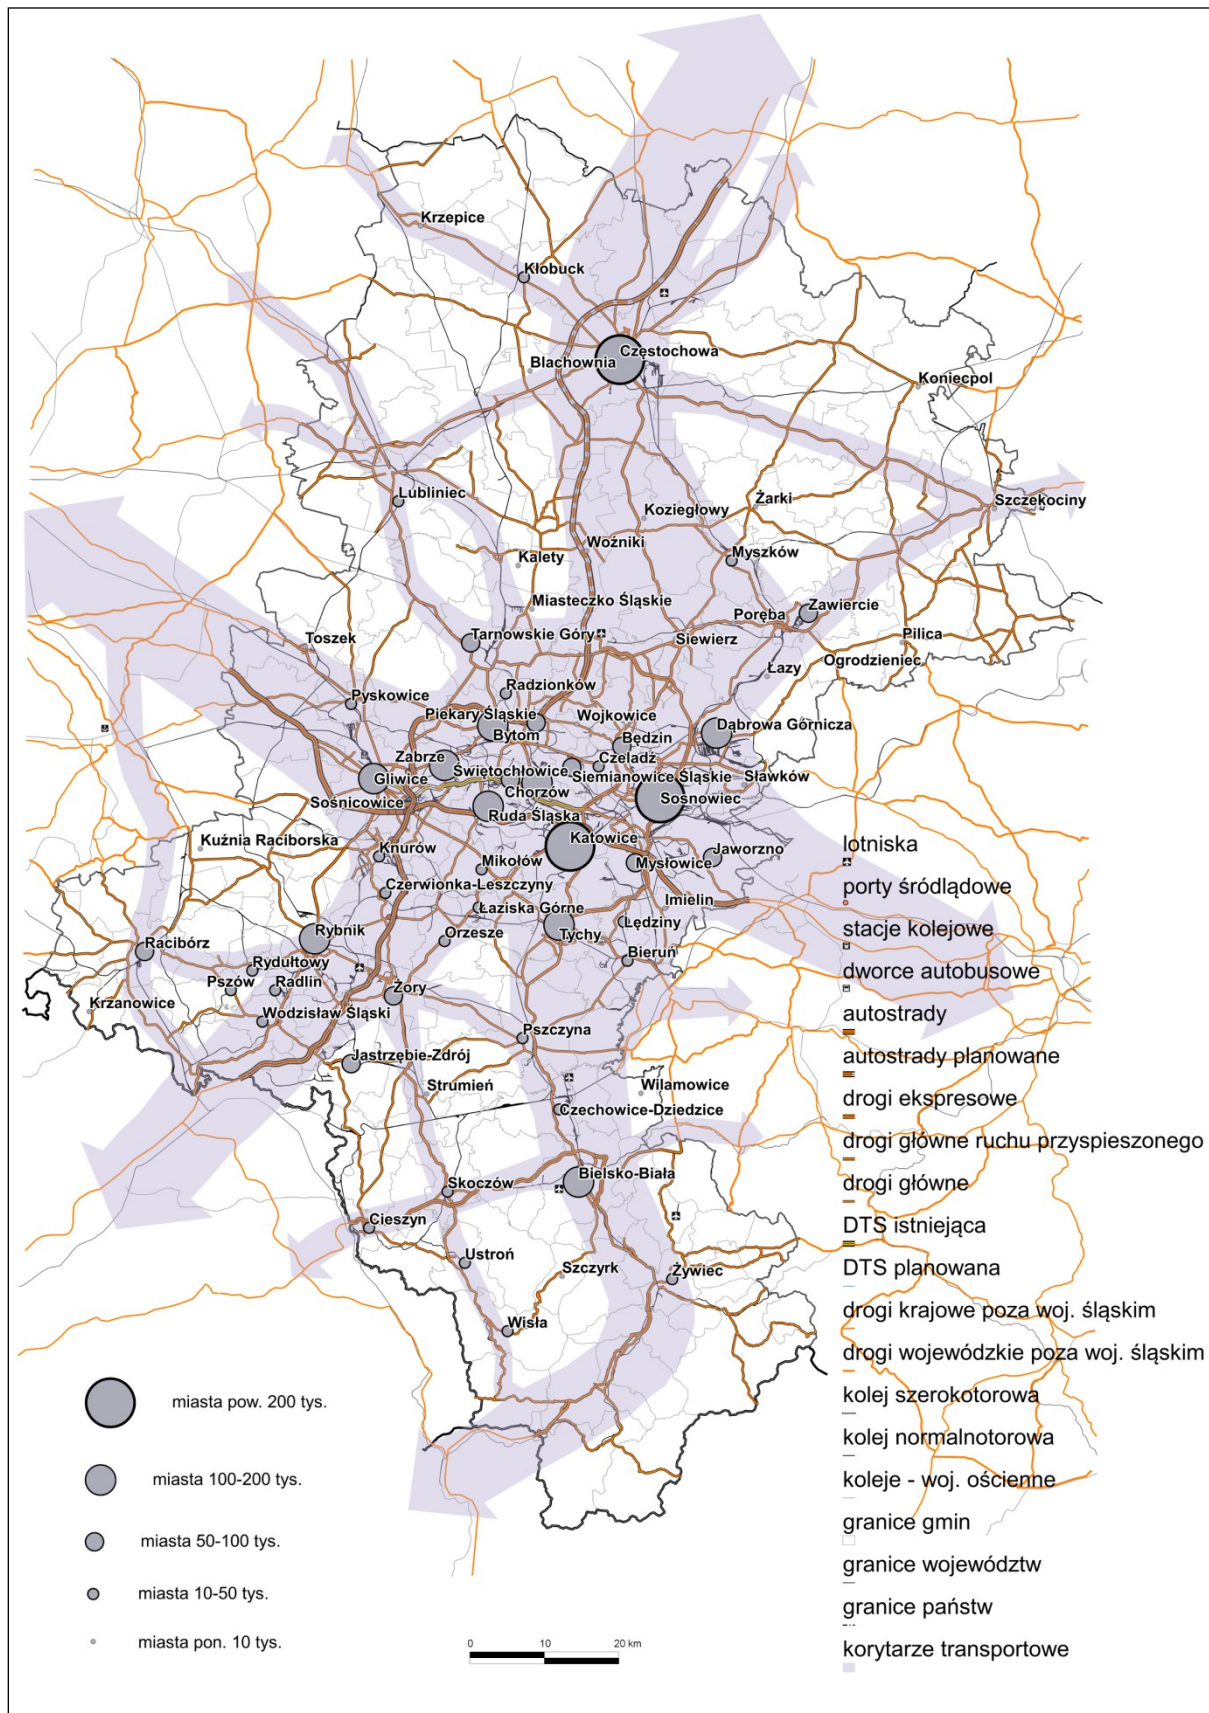 Krzepice
Kłobuck
Częstochowa
Blachownia
Koniecpol
Lubliniec
Szczekociny
Żarki
Koziegłowy
Woźniki
Myszków
Kalety
Miasteczko Śląskie
Zawiercie
Poręba
Tarnowskie Góry
Siewierz
Pilica
Toszek
Ogrodzieniec
Łazy
Radzionków
Pyskowice
Piekary Śląskie
Wojkowice
Dąbrowa Górnicza
Bytom
Będzin
Zabrze
Czeladź
Świętochłowice
Siemianowice Śląskie
Sławków
Gliwice
Chorzów
Sośnicowice
Sosnowiec
Ruda Śląska
Katowice
Kuźnia Raciborska
Knurów
Mikołów
Mysłowice
Jaworzno
Czerwionka-Leszczyny
Imielin
Łaziska Górne
Lędziny
Rybnik
Orzesze
Tychy
Racibórz
Bieruń
Rydułtowy
Pszów
Radlin
Żory
Krzanowice
Wodzisław Śląski
Pszczyna
Jastrzębie-Zdrój
Strumień
Wilamowice
Czechowice-Dziedzice
Bielsko-Biała
Skoczów
Cieszyn
Ustroń
Szczyrk
Żywiec
Wisła
lotniska
porty śródlądowe
stacje kolejowe
dworce autobusowe
autostrady
autostrady planowane
drogi ekspresowe
drogi główne ruchu przyspieszonego
drogi główne
DTS istniejąca
DTS planowana
drogi krajowe poza woj. śląskim
drogi wojewódzkie poza woj. śląskim
kolej szerokotorowa
kolej normalnotorowa
koleje - woj. ościenne
granice gmin
granice województw
granice państw
korytarze transportowe
miasta pow. 200 tys.
miasta 100-200 tys.
miasta 50-100 tys.
miasta 10-50 tys.
miasta pon. 10 tys.
0 10 20 km